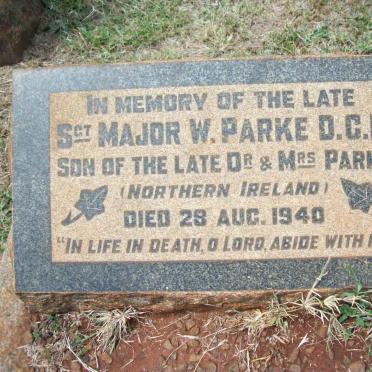 IN MEMORY OF THE LATE
SGT MAJOR W. PARKE D.C.
SON OF THE LATE DR & MRS PARK
(NORTHERN IRELAND)
DIED 28 AUG. 1940
"IN LIFE IN DEATH, O LORD, ABIDE WITH